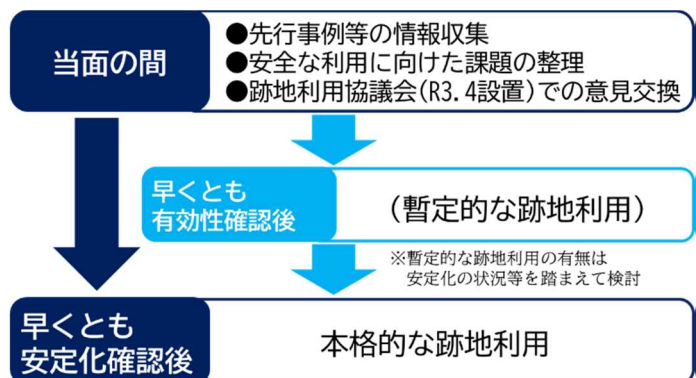 当面の間
●先行事例等の情報収集
●安全な利用に向けた課題の整理
●跡地利用協議会(R3.4設置)での意見交換
早くとも
有効性確認後
(暫定的な跡地利用)
※暫定的な跡地利用の有無は
安定化の状況等を踏まえて検討
早くとも
安定化確認後
本格的な跡地利用